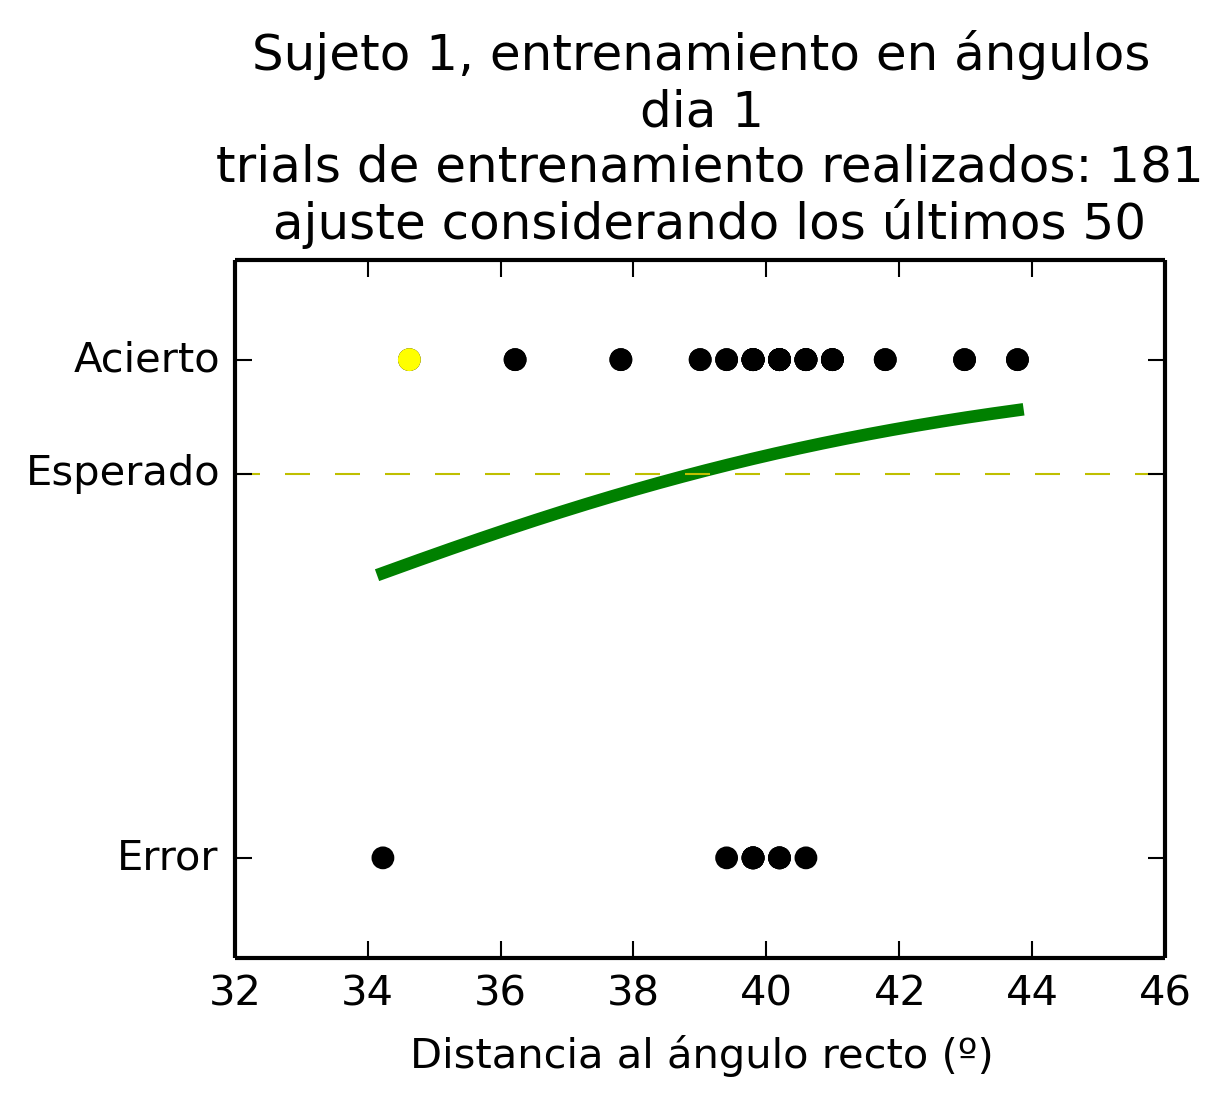 Sujeto 1, entrenamiento en ángulos
dia 1
trials de entrenamiento realizados: 181
ajuste considerando los últimos 50
Acierto
Esperado
Error
32 34 36 38 40 42 44 46
Distancia al ángulo recto (º)